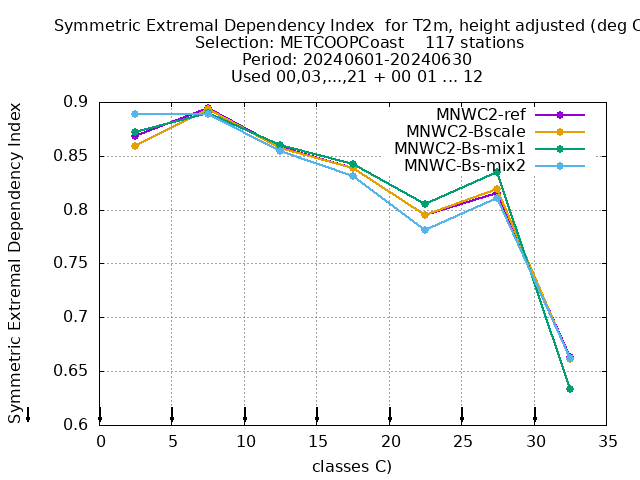 Symmetric Extremal Dependency Index  for T2m, height adjusted (deg C
Selection: METCOOPCoast    117 stations
Period: 20240601-20240630
Used 00,03,...,21 + 00 01 ... 12
Symmetric Extremal Dependency Index
MNWC2-ref
MNWC2-Bscale
MNWC2-Bs-mix1
MNWC-Bs-mix2
0.9
0.85
0.8
0.75
0.7
0.65
0.6
0 5 10 15 20 25 30 35
classes C)